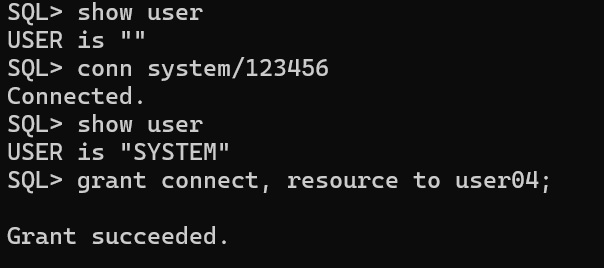 SQL> show user
USER is ""
SQL> conn system/123456
Connected.
SQL> show user
USER is "SYSTEM"
SQL> grant connect, resource to user04;
Grant succeeded.